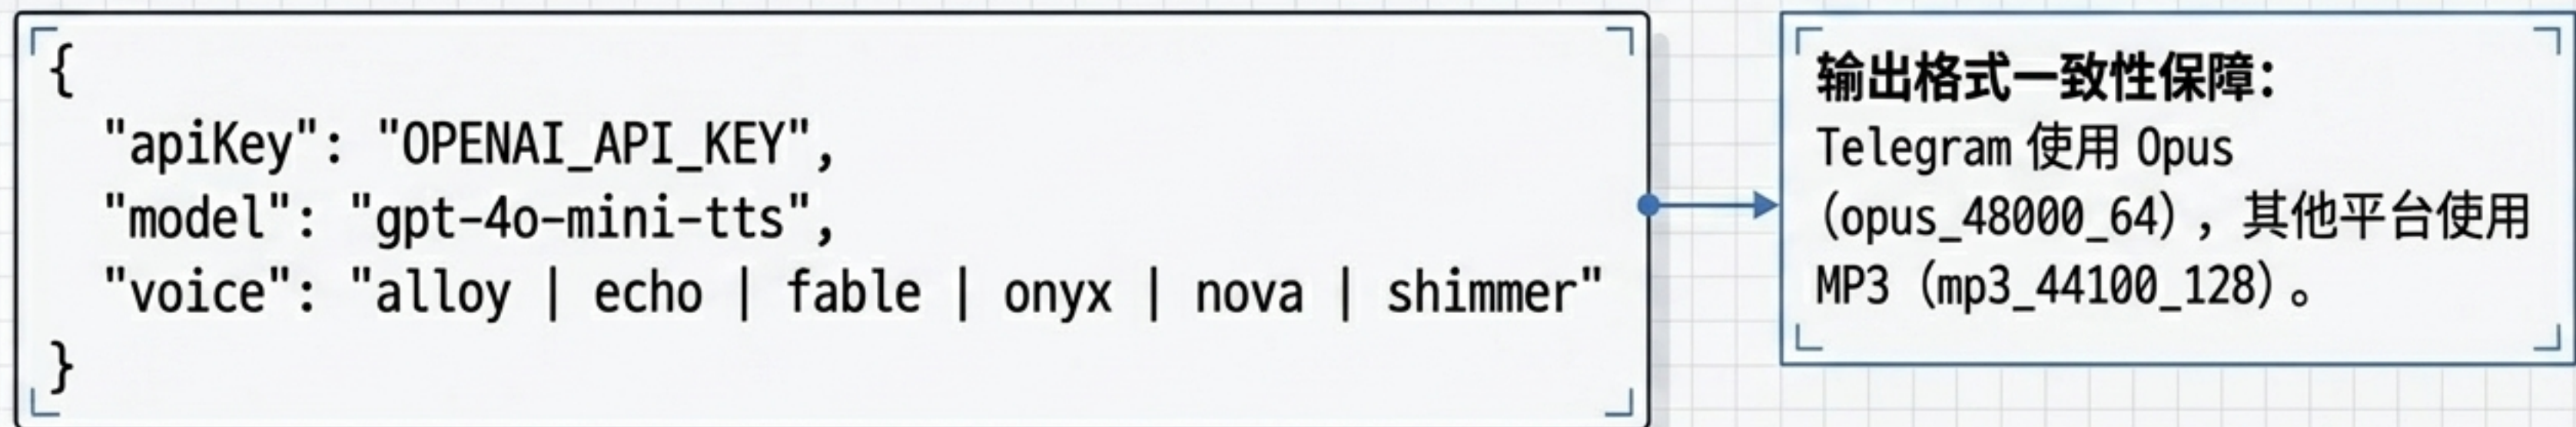 {
  "apiKey": "OPENAI_API_KEY",
  "model": "gpt-4o-mini-tts",
  "voice": "alloy | echo | fable | onyx | nova | shimmer"
}
输出格式一致性保障：
Telegram 使用 Opus
（opus_48000_64），其他平台使用
MP3（mp3_44100_128）。